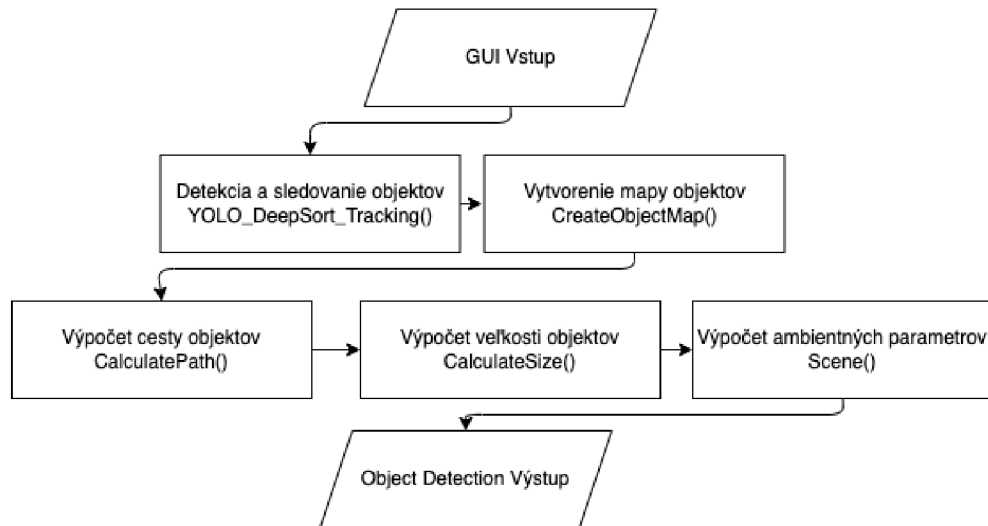 GUI Vstup
Detekcia a sledovanie objektov
YOLO_DeepSort_Tracking()
Vytvorenie mapy objektov
CreateObjectMap()
Výpočet cesty objektov
CalculatePath()
Výpočet veľkosti objektov
CalculateSize()
Výpočet ambientných parametrov
Scene()
Object Detection Výstup